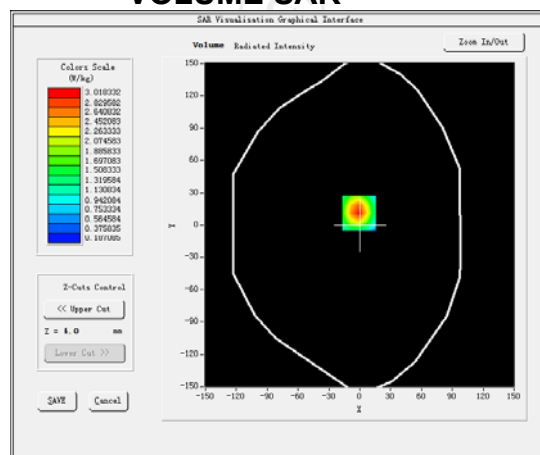 VOLUME SAR
SAR Visualisation Graphical Interface
Volume Radiated Intensity
Zoom In/Out
Colors Scale
(W/kg)
3.018332
2.829582
2.640832
2.452083
2.263333
2.074583
1.885833
1.697083
1.508333
1.319584
1.130834
0.942084
0.753334
0.564584
0.375835
0.187085
Z-Cuts Control
<< Upper Cut
Z = 4.0 mm
Lower Cut >>
SAVE Cancel
150
120
90
60
30
0
-30
-60
-90
-120
-150
Y
-150 -120 -90 -60 -30 0 30 60 90 120 150
X